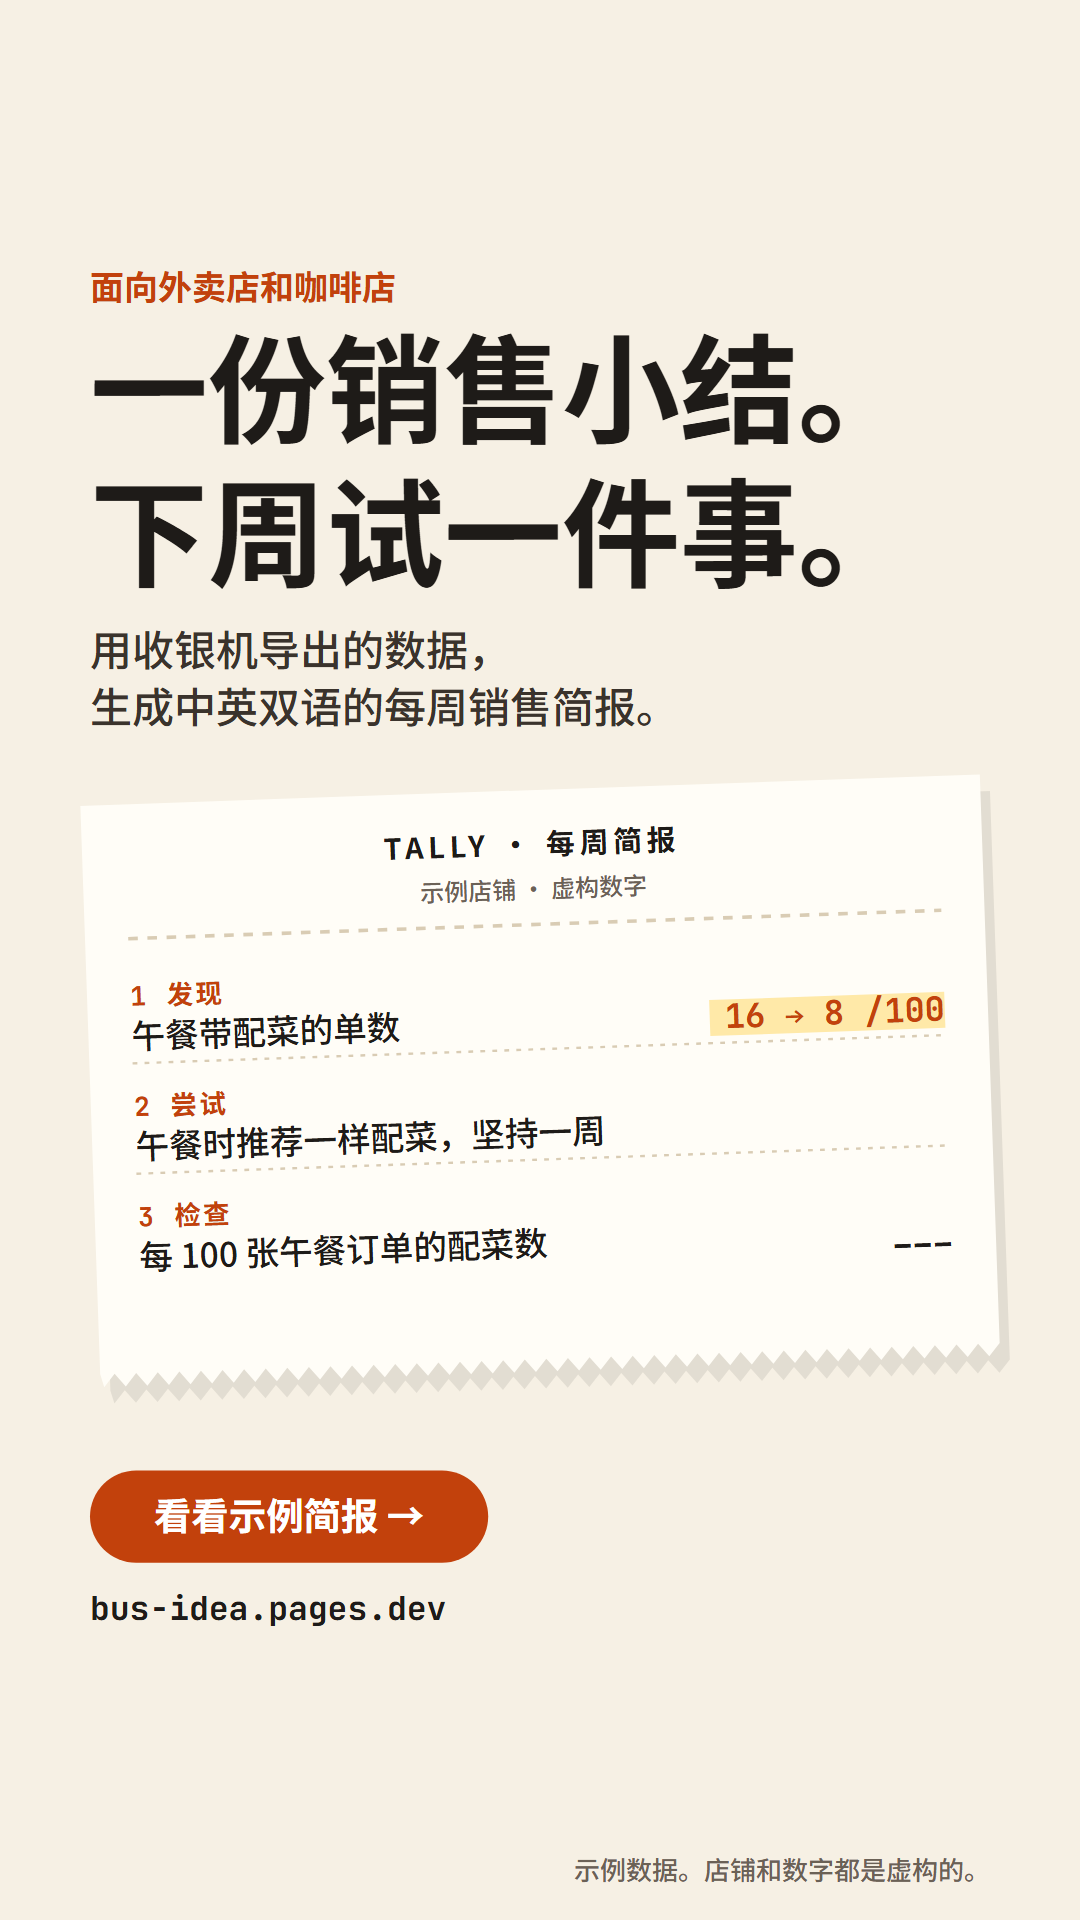 面向外卖店和咖啡店
一份销售小结。
下周试一件事。
用收银机导出的数据，
生成中英双语的每周销售简报。
TALLY · 每周简报
示例店铺 · 虚构数字
1 发现
午餐带配菜的单数 16 → 8 /100
2 尝试
午餐时推荐一样配菜，坚持一周
3 检查
每 100 张午餐订单的配菜数 ---
看看示例简报 →
bus-idea.pages.dev
示例数据。店铺和数字都是虚构的。